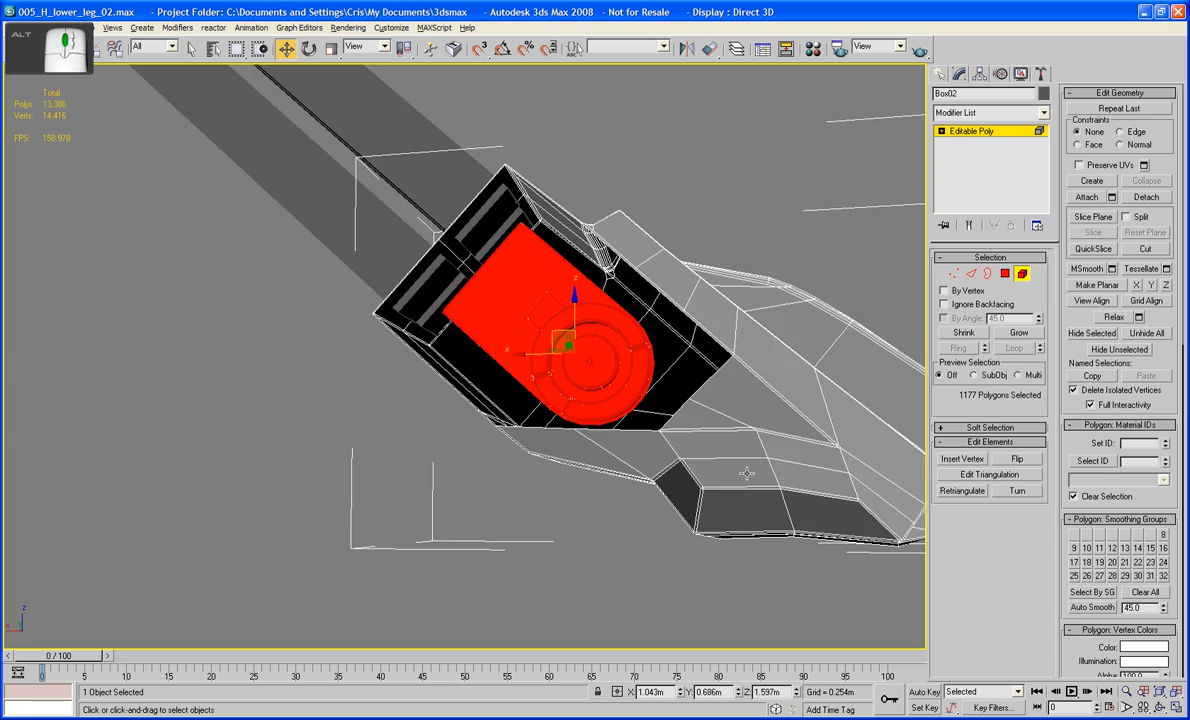 005_H_lower_leg_02.max - Project Folder: C:\Documents and Settings\Cris\My Documents\3dsmax - Autodesk 3ds Max 2008 - Not for Resale - Display : Direct 3D
Views Create Modifiers Animation Graph Editors Rendering Customize MAXScript Help
ALT
All View View
Total
Polys: 13,386
Verts: 14,416
FPS: 158.978
Box02
Modifier List
Editable Poly
- Selection
By Vertex
Ignore Backfacing
By Angle: 45.0
Shrink Grow
Ring Loop
Preview Selection
Off SubObj Multi
1177 Polygons Selected
+ Soft Selection
- Edit Elements
Insert Vertex Flip
Edit Triangulation
Retriangulate Turn
- Edit Geometry
Repeat Last
Constraints
None Edge
Face Normal
Preserve UVs
Create Collapse
Attach Detach
Slice Plane Split
Slice Reset Plane
QuickSlice Cut
MSmooth Tessellate
Make Planar X Y Z
View Align Grid Align
Relax
Hide Selected Unhide All
Hide Unselected
Named Selections:
Copy Paste
Delete Isolated Vertices
Full Interactivity
- Polygon: Material IDs
Set ID:
Select ID
Clear Selection
- Polygon: Smoothing Groups
8
9 10 11 12 13 14 15 16
17 18 19 20 21 22 23 24
25 26 27 28 29 30 31 32
Select By SG Clear All
Auto Smooth 45.0
- Polygon: Vertex Colors
Color:
Illumination:
Alpha: 100.0
z
x
z
x y
< 0 / 100 >
0 5 10 15 20 25 30 35 40 45 50 55 60 65 70 75 80 85 90 95 100
1 Object Selected X: 1.043m Y: 0.686m Z: 1.597m Grid = 0.254m Auto Key Selected
Click or click-and-drag to select objects Add Time Tag Set Key Key Filters... 0